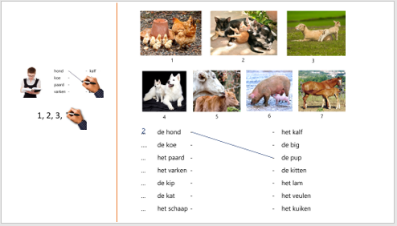 hond - - kalf
koe -
paard -
varken -
1, 2, 3,
1 2 3
4 5 6 7
2 de hond - het kalf
... de koe - - de big
... het paard - - de pup
... het varken - - de kitten
... de kip - - het lam
... de kat - - het veulen
... het schaap - - het kuiken